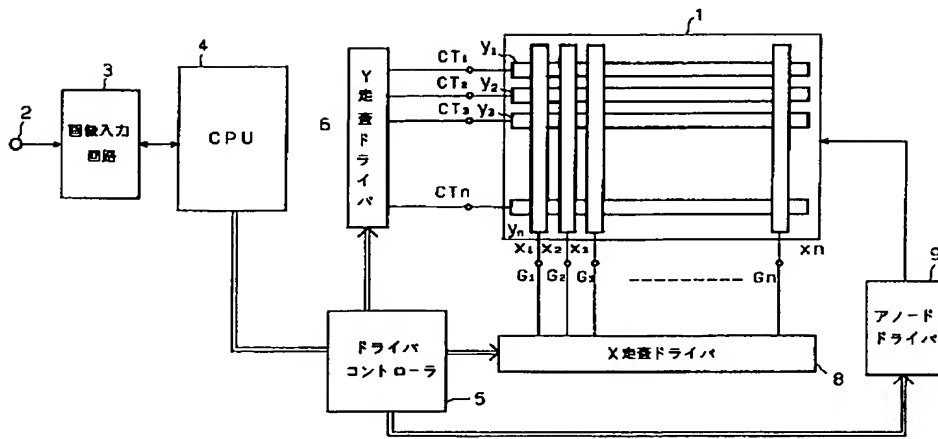 1
4
3
2
画像入力
回路
CPU
6
Y定査ドライバ
CT₁
CT₂
CT₃
CTn
y₁
y₂
y₃
yₙ
x₁
x₂
x₃
xn
G₁
G₂
G₃
Gn
9
アノード
ドライバ
ドライバ
コントローラ
5
X定査ドライバ
8